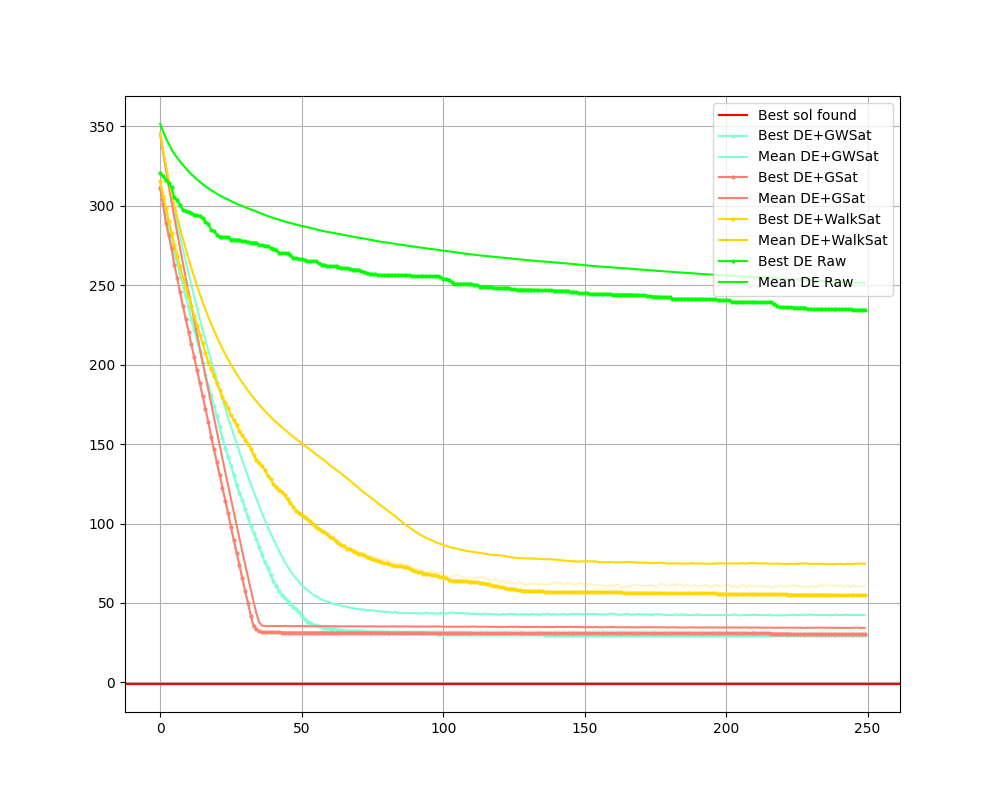 350
300
250
200
150
100
50
0
0 50 100 150 200 250
Best sol found
Best DE+GWSat
Mean DE+GWSat
Best DE+GSat
Mean DE+GSat
Best DE+WalkSat
Mean DE+WalkSat
Best DE Raw
Mean DE Raw